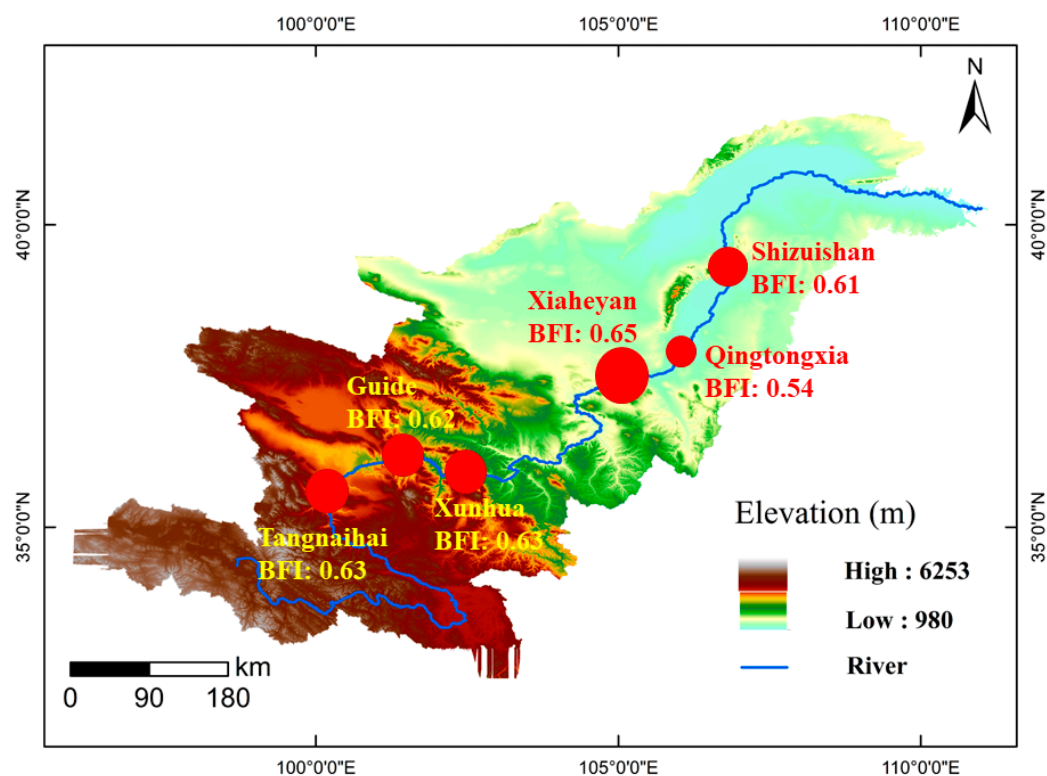 100°0'0"E
105°0'0"E
110°0'0"E
N
40°0'0"N
40°0'0"N
Shizuishan
BFI: 0.61
Xiaheyan
BFI: 0.65
Qingtongxia
BFI: 0.54
Guide
BFI: 0.62
Xunhua
BFI: 0.63
Tangnaihai
BFI: 0.63
35°0'0"N
35°0'0"N
Elevation (m)
High : 6253
Low : 980
River
km
0 90 180
100°0'0"E
105°0'0"E
110°0'0"E